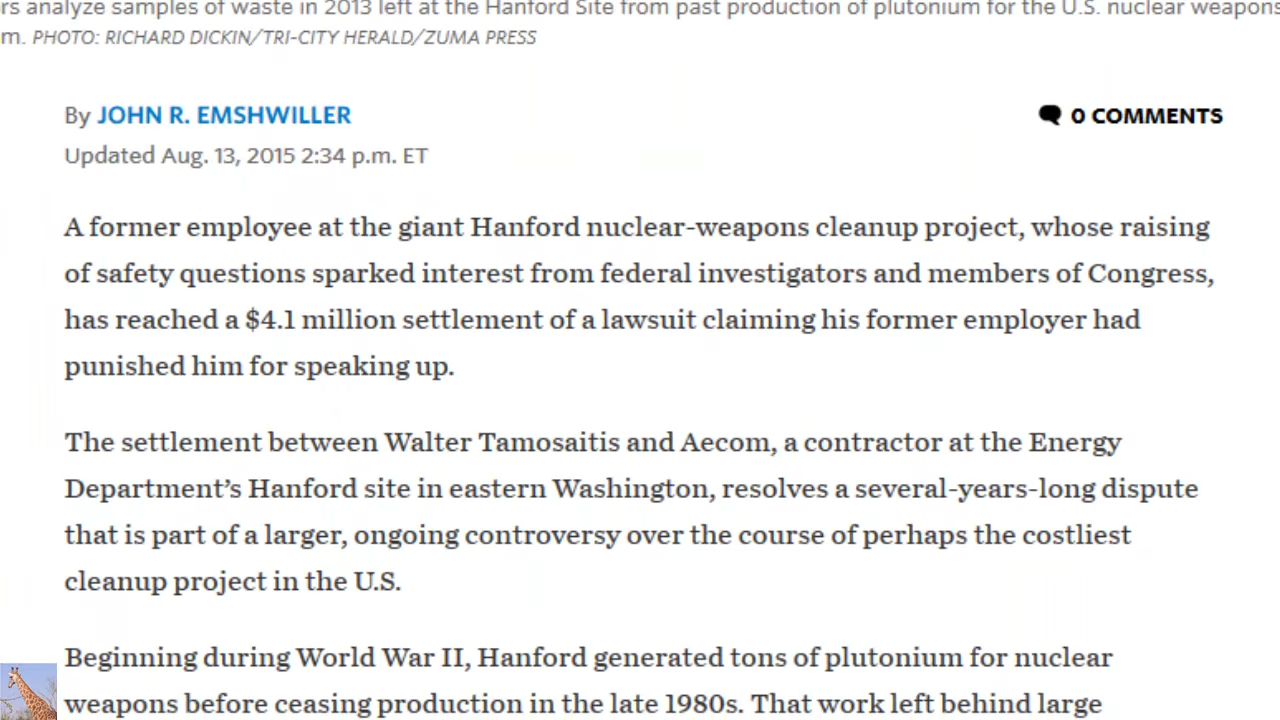 rs analyze samples of waste in 2013 left at the Hanford Site from past production of plutonium for the U.S. nuclear weapons
m. PHOTO: RICHARD DICKIN/TRI-CITY HERALD/ZUMA PRESS
By JOHN R. EMSHWILLER
0 COMMENTS
Updated Aug. 13, 2015 2:34 p.m. ET
A former employee at the giant Hanford nuclear-weapons cleanup project, whose raising
of safety questions sparked interest from federal investigators and members of Congress,
has reached a $4.1 million settlement of a lawsuit claiming his former employer had
punished him for speaking up.
The settlement between Walter Tamosaitis and Aecom, a contractor at the Energy
Department’s Hanford site in eastern Washington, resolves a several-years-long dispute
that is part of a larger, ongoing controversy over the course of perhaps the costliest
cleanup project in the U.S.
Beginning during World War II, Hanford generated tons of plutonium for nuclear
weapons before ceasing production in the late 1980s. That work left behind large